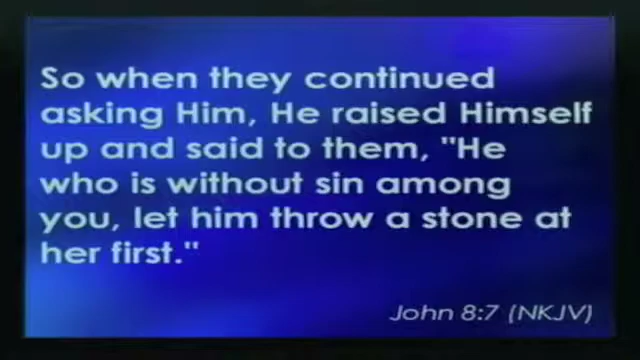 So when they continued
asking Him, He raised Himself
up and said to them, "He
who is without sin among
you, let him throw a stone at
her first."
John 8:7 (NKJV)